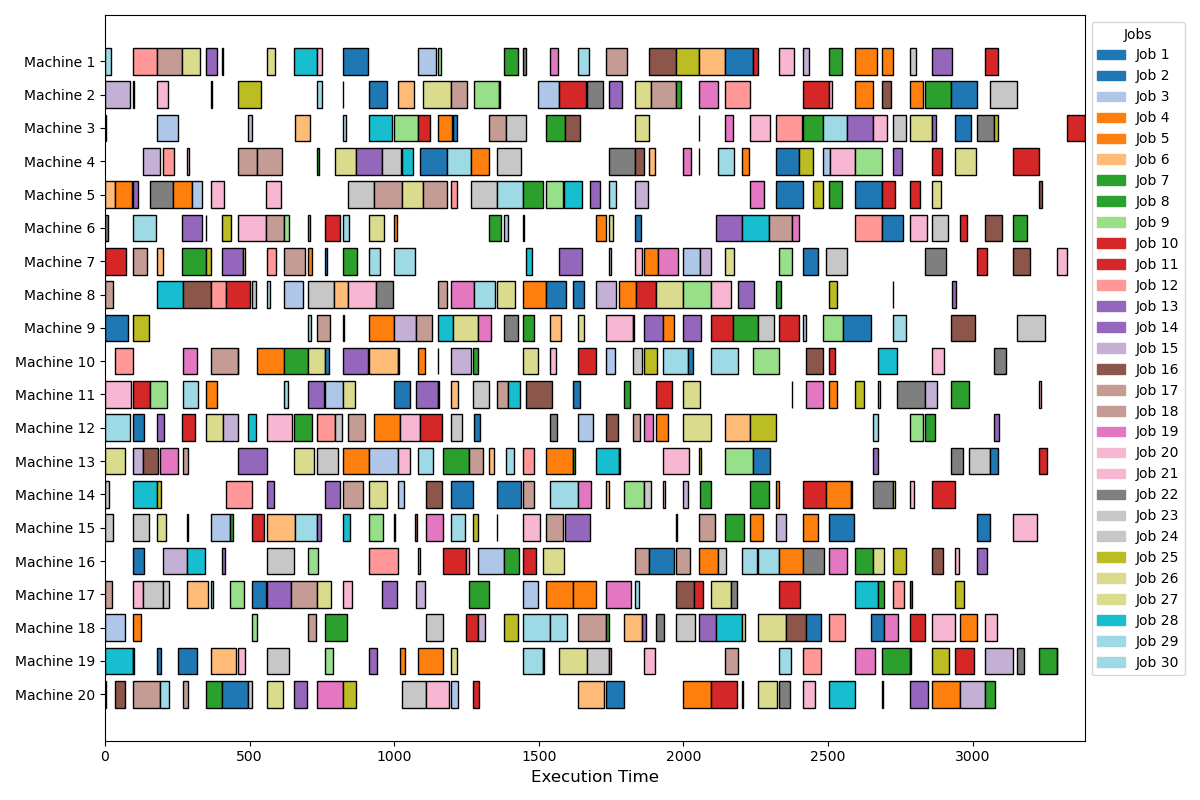 Machine 1
Machine 2
Machine 3
Machine 4
Machine 5
Machine 6
Machine 7
Machine 8
Machine 9
Machine 10
Machine 11
Machine 12
Machine 13
Machine 14
Machine 15
Machine 16
Machine 17
Machine 18
Machine 19
Machine 20
0 500 1000 1500 2000 2500 3000
Execution Time
Jobs
Job 1
Job 2
Job 3
Job 4
Job 5
Job 6
Job 7
Job 8
Job 9
Job 10
Job 11
Job 12
Job 13
Job 14
Job 15
Job 16
Job 17
Job 18
Job 19
Job 20
Job 21
Job 22
Job 23
Job 24
Job 25
Job 26
Job 27
Job 28
Job 29
Job 30